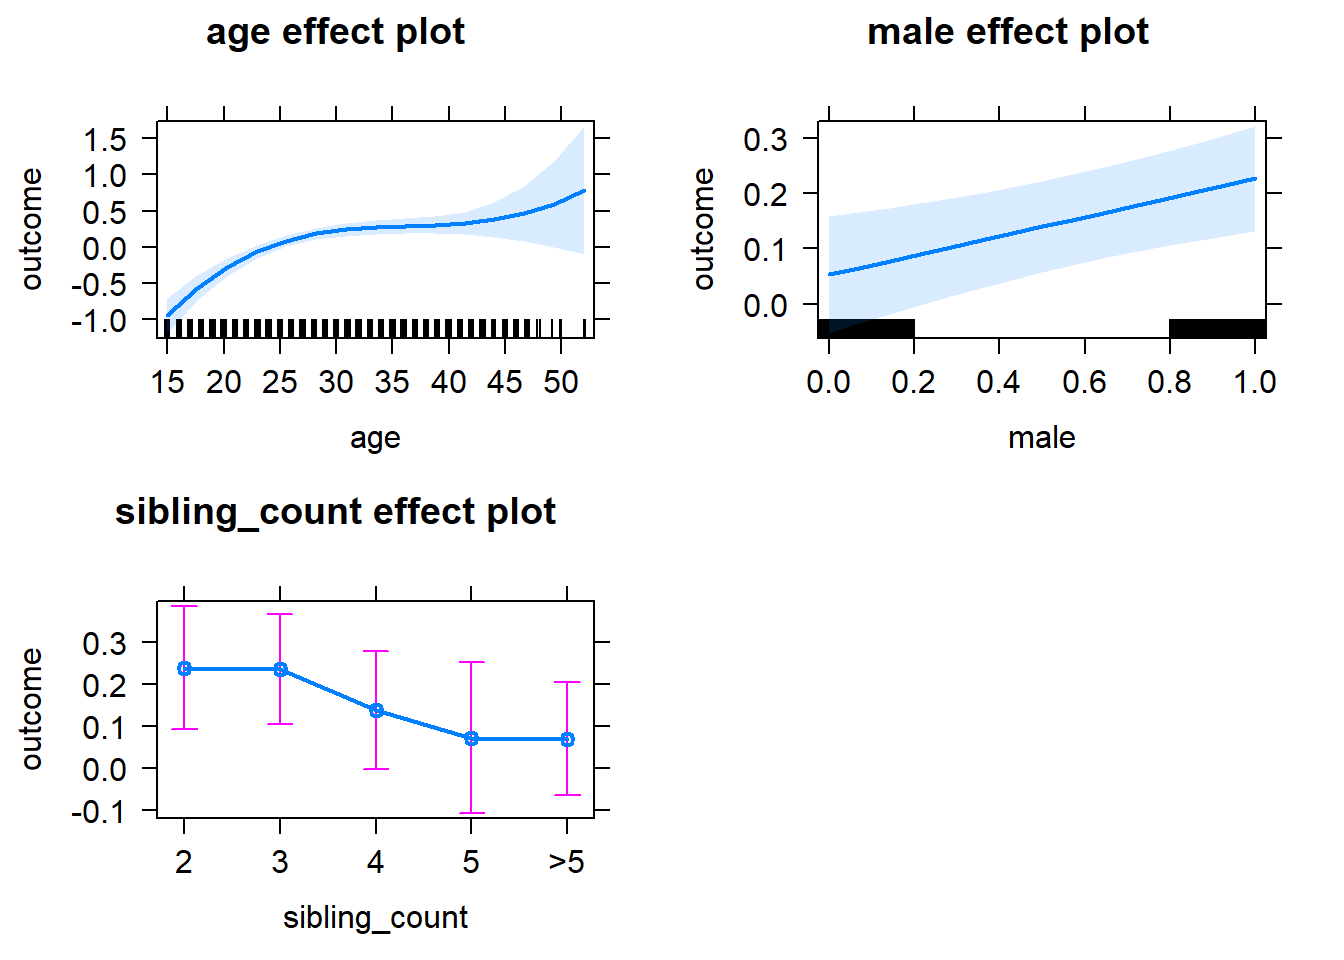 age effect plot
outcome
1.5
1.0
0.5
0.0
-0.5
-1.0
15 20 25 30 35 40 45 50
age
male effect plot
outcome
0.3
0.2
0.1
0.0
0.0 0.2 0.4 0.6 0.8 1.0
male
sibling_count effect plot
outcome
0.3
0.2
0.1
0.0
-0.1
2 3 4 5 >5
sibling_count